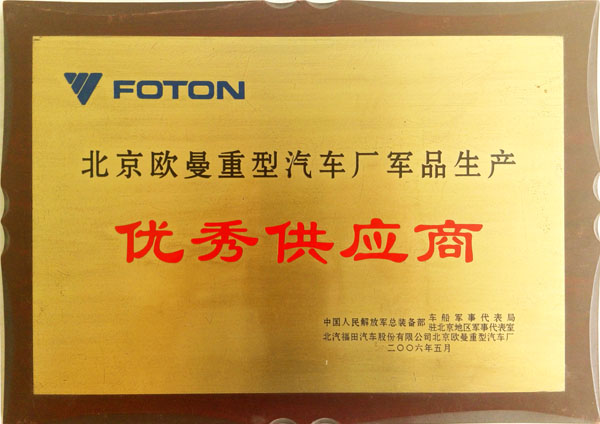 FOTON
北京欧曼重型汽车厂军品生产
优秀供应商
中国人民解放军总装备部车船军事代表局
驻北京地区军事代表室
北汽福田汽车股份有限公司北京欧曼重型汽车厂
二〇〇六年五月